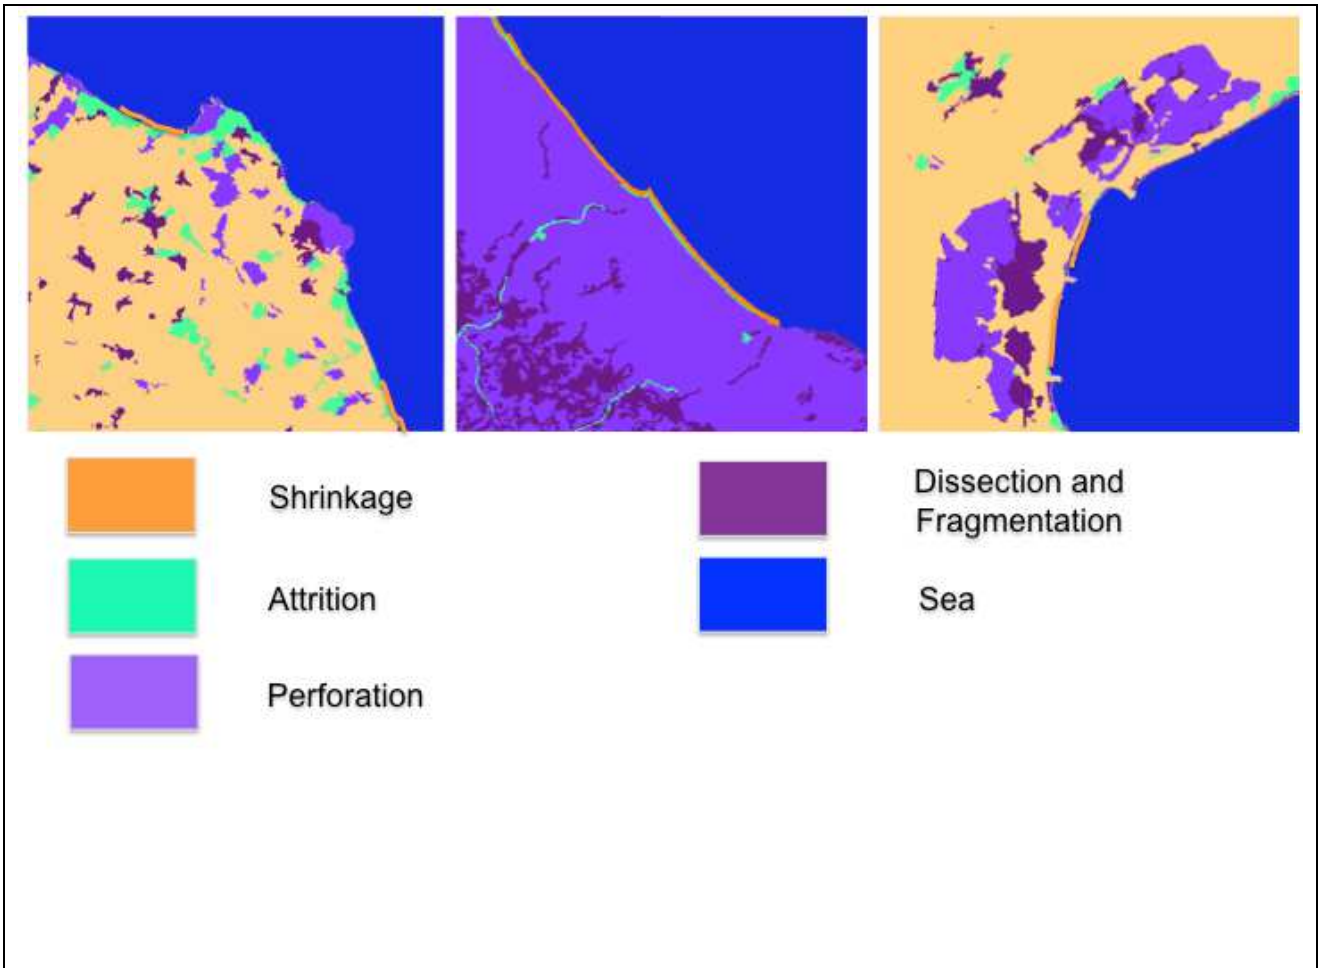 Shrinkage
Attrition
Perforation
Dissection and
Fragmentation
Sea